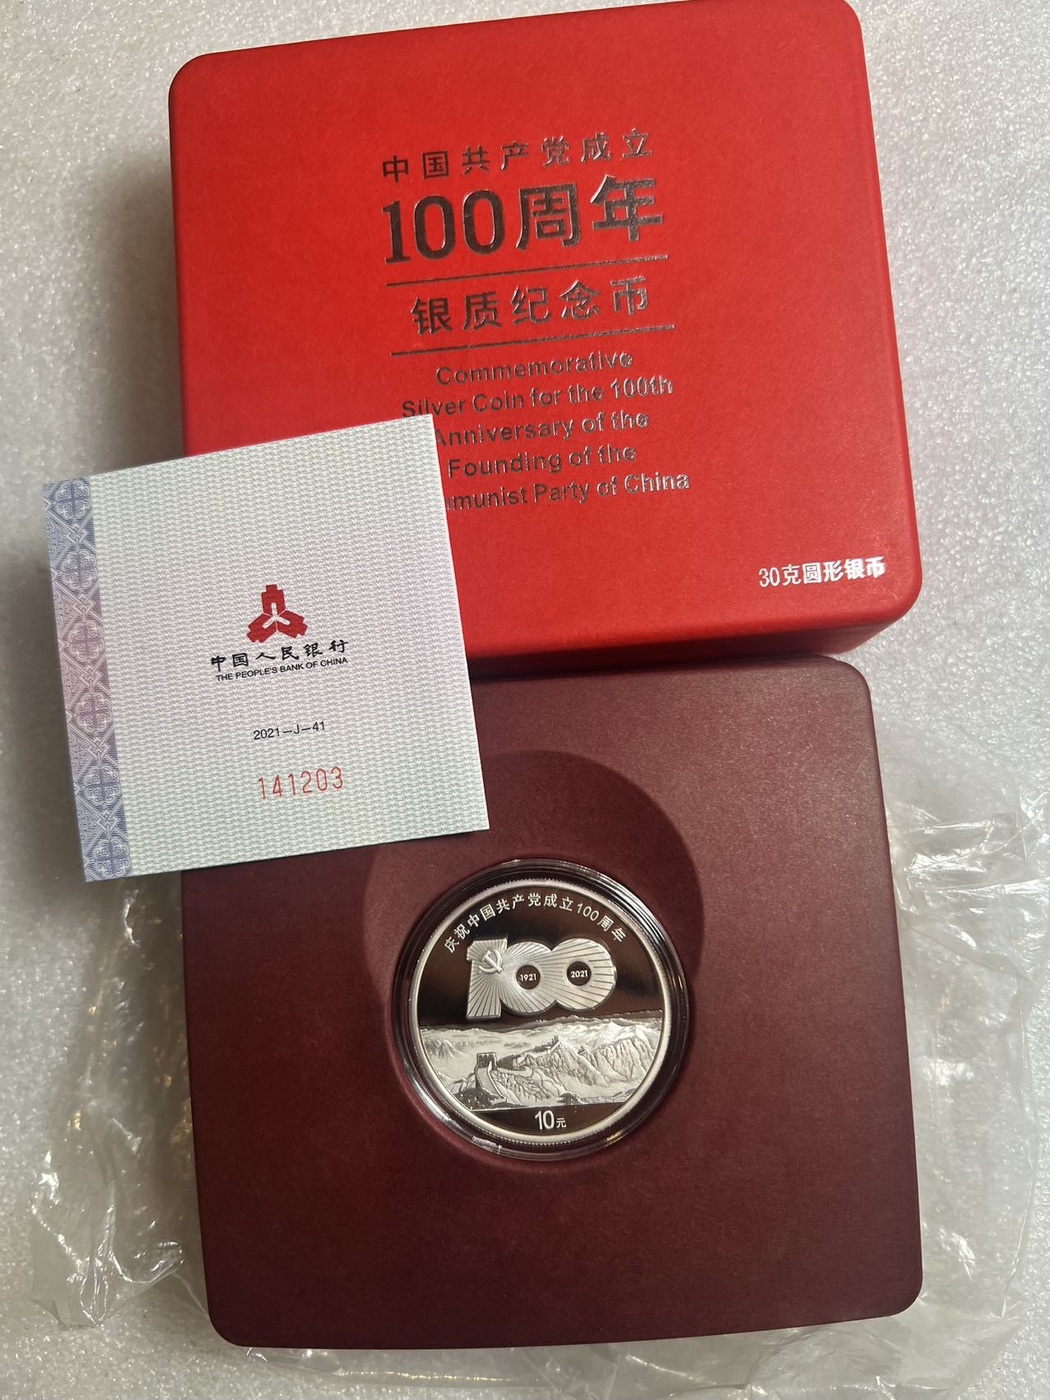 中国共产党成立
100周年
银质纪念币
Commemorative
Silver Coin for the 100th
Anniversary of the
Founding of the
mmunist Party of China
30克圆形银币
中国人民银行
THE PEOPLE'S BANK OF CHINA
2021-J-41
141203
庆祝中国共产党成立100周年
1921 2021
10元